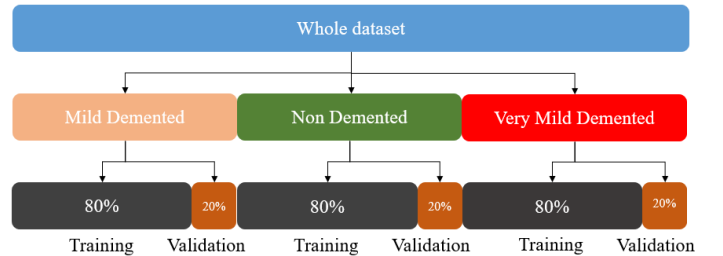 Whole dataset
Mild Demented
Non Demented
Very Mild Demented
80%
20%
80%
20%
80%
20%
Training
Validation
Training
Validation
Training
Validation